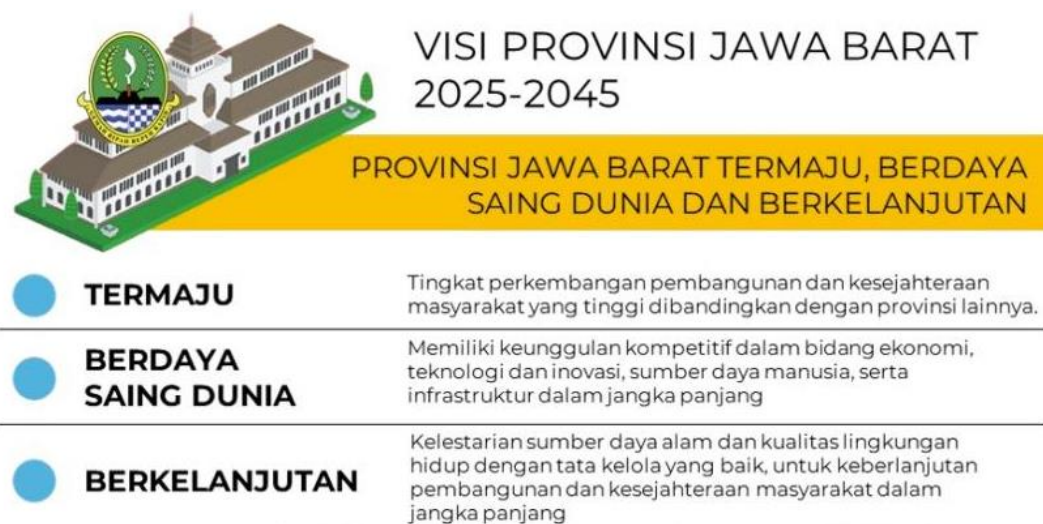 VISI PROVINSI JAWA BARAT
2025-2045
PROVINSI JAWA BARAT TERMAJU, BERDAYA
SAING DUNIA DAN BERKELANJUTAN
TERMAJU
Tingkat perkembangan pembangunan dan kesejahteraan
masyarakat yang tinggi dibandingkan dengan provinsi lainnya.
BERDAYA
SAING DUNIA
Memiliki keunggulan kompetitif dalam bidang ekonomi,
teknologi dan inovasi, sumber daya manusia, serta
infrastruktur dalam jangka panjang
BERKELANJUTAN
Kelestarian sumber daya alam dan kualitas lingkungan
hidup dengan tata kelola yang baik, untuk keberlanjutan
pembangunan dan kesejahteraan masyarakat dalam
jangka panjang